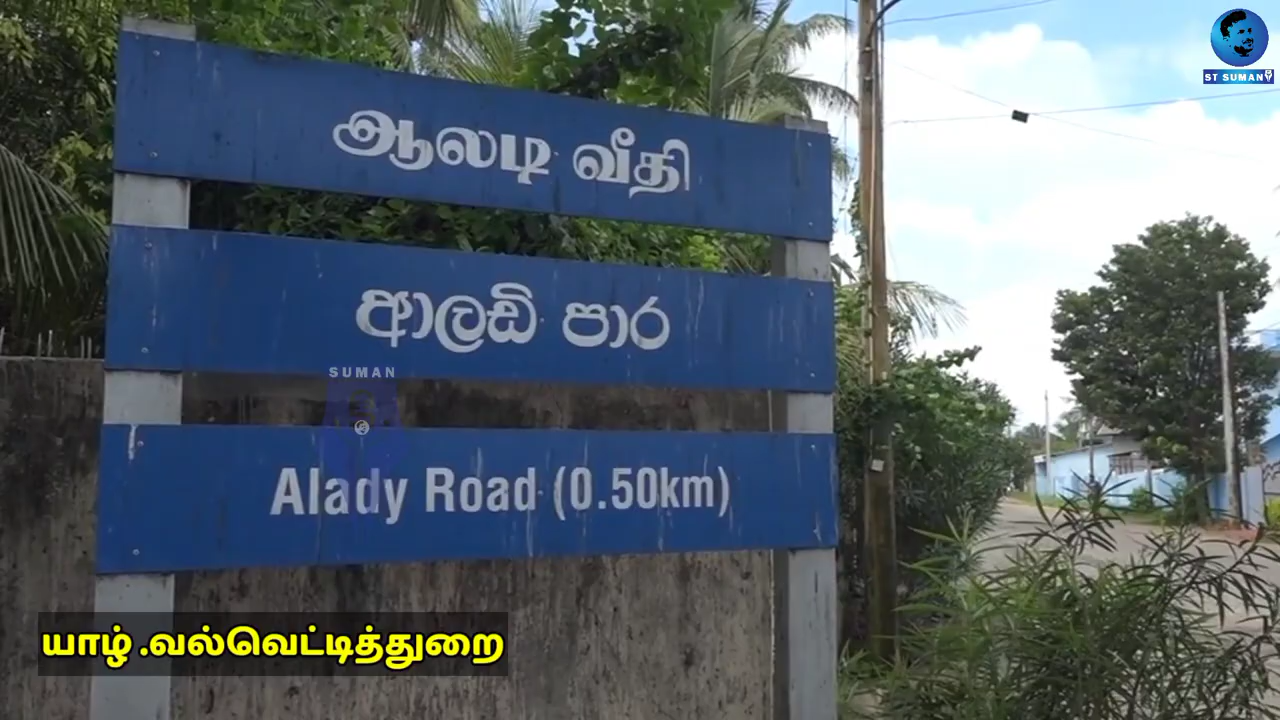 ST SUMAN
ஆலடி வீதி
ආලඩි පාර
SUMAN
Alady Road (0.50km)
யாழ் .வல்வெட்டித்துறை